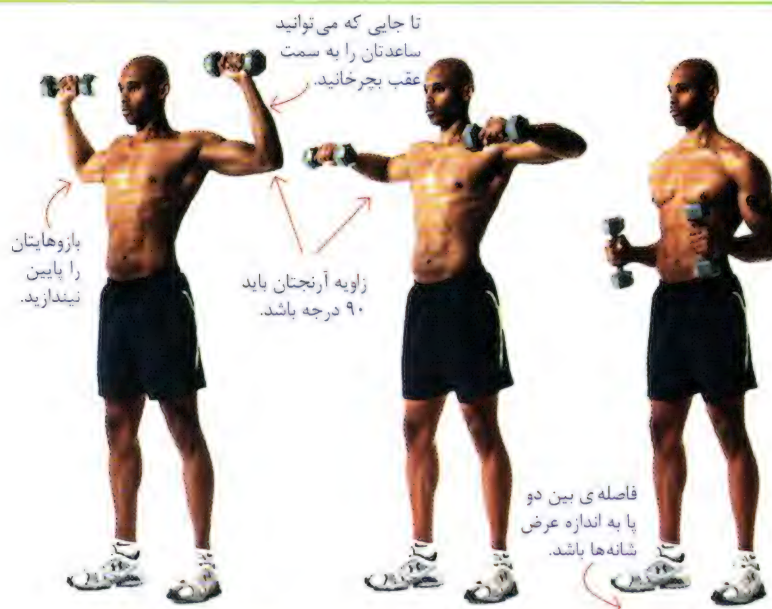 تا جایی که می‌توانید
ساعدتان را به سمت
عقب بچرخانید.
بازوهایتان
را پایین
نیندازید.
زاویه آرنجتان باید
۹۰ درجه باشد.
فاصله‌ی بین دو
پا به اندازه عرض
شانه‌ها باشد.